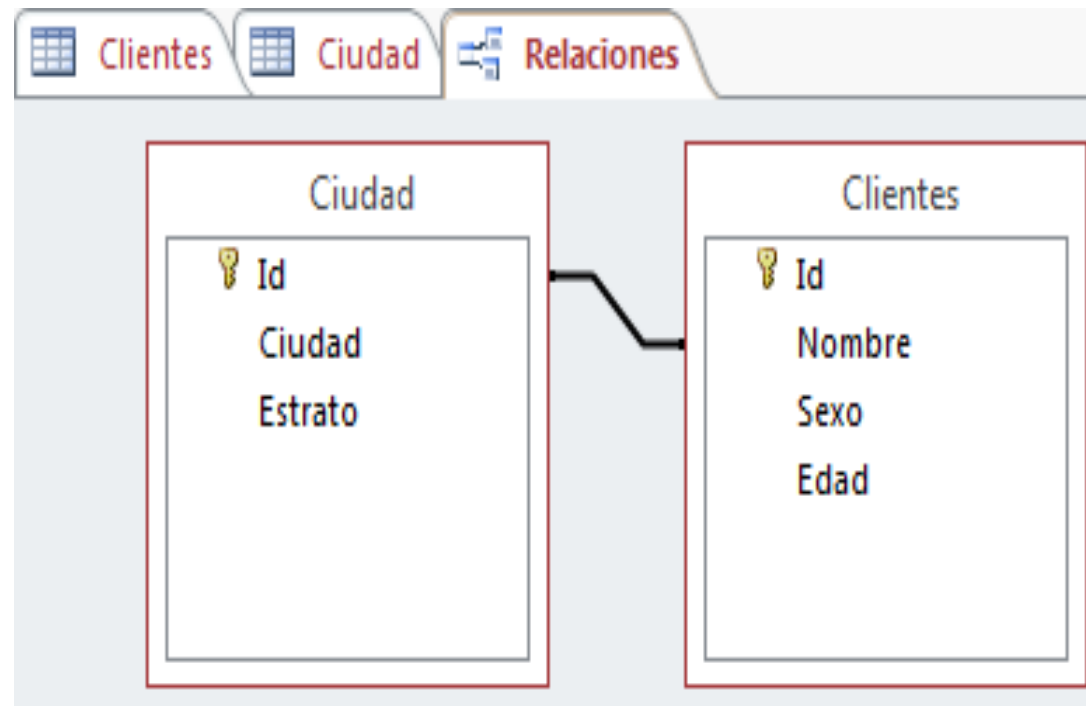 Clientes Ciudad Relaciones
Ciudad
Id
Ciudad
Estrato
Clientes
Id
Nombre
Sexo
Edad